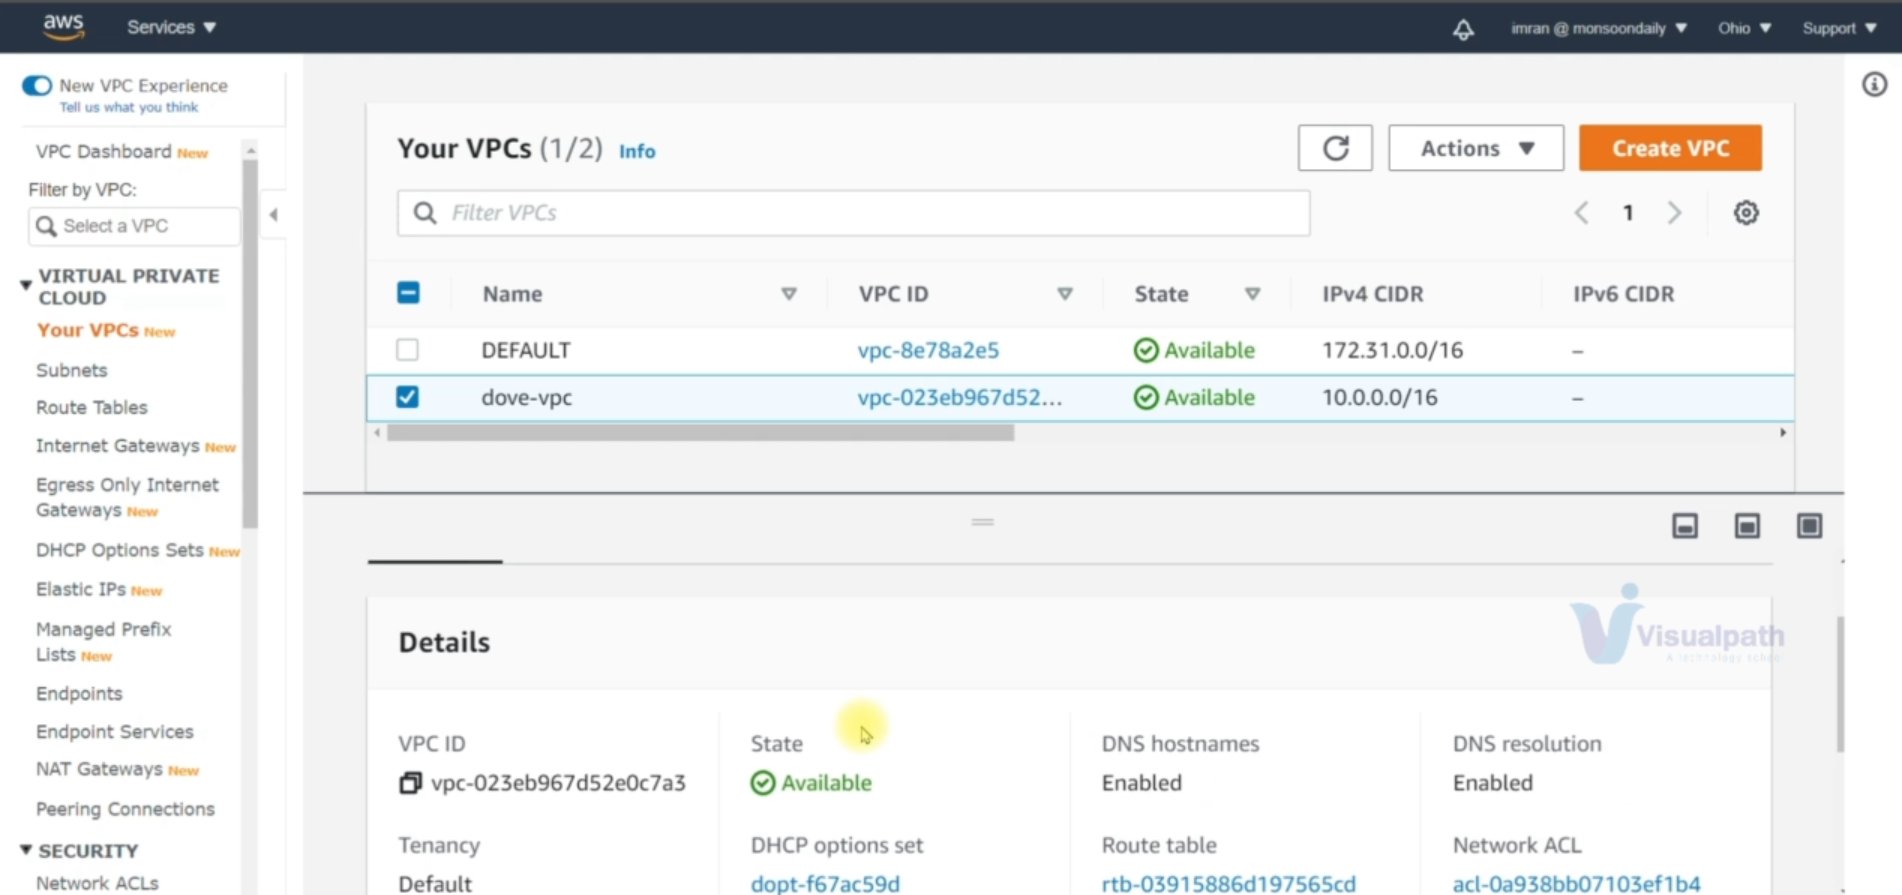 aws
Services
imran @ monsoondaily
Ohio
Support
New VPC Experience
Tell us what you think
VPC Dashboard New
Filter by VPC:
Select a VPC
VIRTUAL PRIVATE
CLOUD
Your VPCs New
Subnets
Route Tables
Internet Gateways New
Egress Only Internet
Gateways New
DHCP Options Sets New
Elastic IPs New
Managed Prefix
Lists New
Endpoints
Endpoint Services
NAT Gateways New
Peering Connections
SECURITY
Network ACLs
Your VPCs (1/2) Info
Actions
Create VPC
Filter VPCs
1
Name VPC ID State IPv4 CIDR IPv6 CIDR
DEFAULT vpc-8e78a2e5 Available 172.31.0.0/16 –
dove-vpc vpc-023eb967d52... Available 10.0.0.0/16 –
Visualpath
A technology school
Details
VPC ID State DNS hostnames DNS resolution
vpc-023eb967d52e0c7a3 Available Enabled Enabled
Tenancy DHCP options set Route table Network ACL
Default dopt-f67ac59d rtb-03915886d197565cd acl-0a938bb07103ef1b4